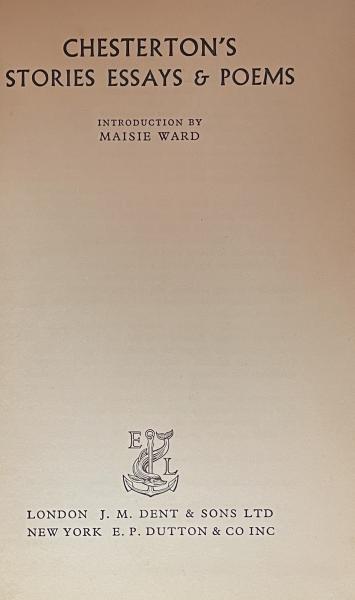 CHESTERTON'S
STORIES ESSAYS & POEMS
INTRODUCTION BY
MAISIE WARD
E L
LONDON J. M. DENT & SONS LTD
NEW YORK E. P. DUTTON & CO INC